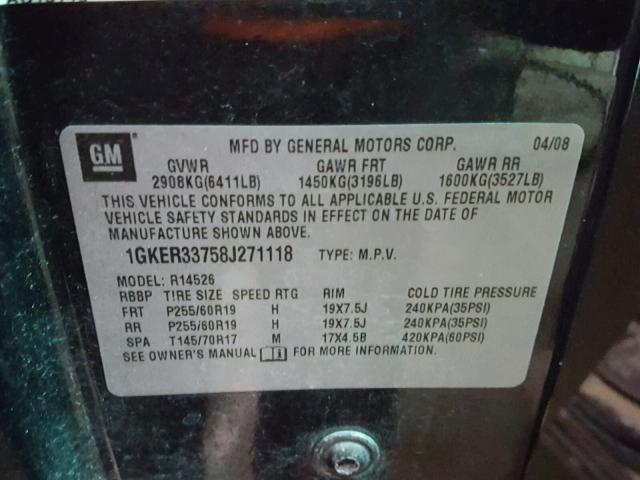 GM MFD BY GENERAL MOTORS CORP. 04/08
GVWR GAWR FRT GAWR RR
2908KG(6411LB) 1450KG(3196LB) 1600KG(3527LB)
THIS VEHICLE CONFORMS TO ALL APPLICABLE U.S. FEDERAL MOTOR
VEHICLE SAFETY STANDARDS IN EFFECT ON THE DATE OF
MANUFACTURE SHOWN ABOVE.
1GKER33758J271118 TYPE: M.P.V.
MODEL: R14526
RBBP TIRE SIZE SPEED RTG RIM COLD TIRE PRESSURE
FRT P255/60R19 H 19X7.5J 240KPA(35PSI)
RR P255/60R19 H 19X7.5J 240KPA(35PSI)
SPA T145/70R17 M 17X4.5B 420KPA(60PSI)
SEE OWNER'S MANUAL FOR MORE INFORMATION.